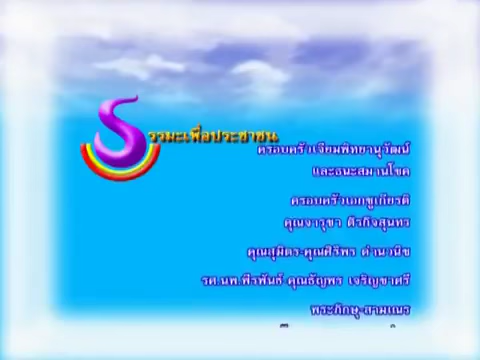 ธรรมะเพื่อประชาชน
ครอบครัวเจียมพิทยานุวัฒน์
และธนะสมานโชค
ครอบครัวเอกชูเกียรติ
คุณจารุชา ตีรกิจสุนทร
คุณสุมิตร-คุณศิริพร ด่านวนิช
รศ.นพ.พีรพันธ์ คุณธัญพร เจริญชาศรี
พระภิกษุ-สามเณร